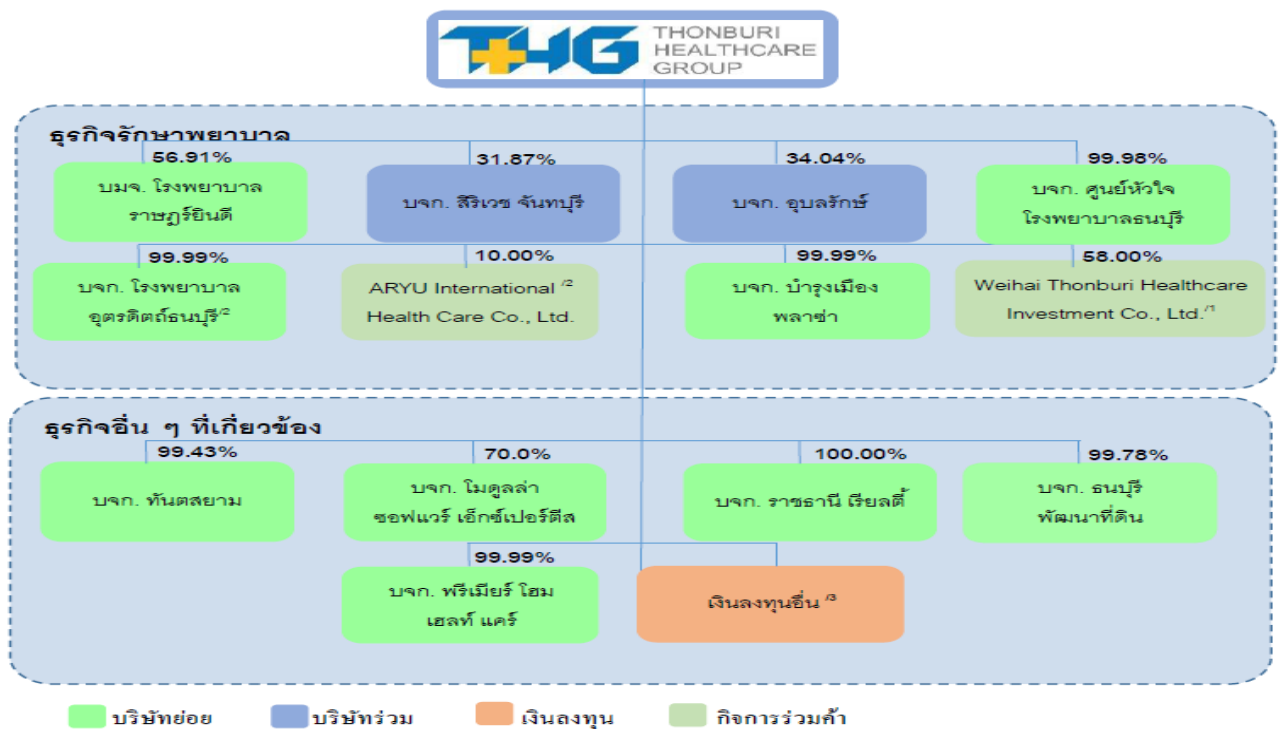 THG THONBURI
HEALTHCARE
GROUP
ธุรกิจรักษาพยาบาล
56.91%
บมจ. โรงพยาบาล
ราษฎร์ยินดี
31.87%
บจก. สิริเวช จันทบุรี
34.04%
บจก. อุบลรักษ์
99.98%
บจก. ศูนย์หัวใจ
โรงพยาบาลธนบุรี
99.99%
บจก. โรงพยาบาล
อุตรดิตถ์ธนบุรี/2
10.00%
ARYU International /2
Health Care Co., Ltd.
99.99%
บจก. บำรุงเมือง
พลาซ่า
58.00%
Weihai Thonburi Healthcare
Investment Co., Ltd./1
ธุรกิจอื่น ๆ ที่เกี่ยวข้อง
99.43%
บจก. ทันตสยาม
70.0%
บจก. โมดูลล่า
ซอฟแวร์ เอ็กซ์เปอร์ตีส
100.00%
บจก. ราชธานี เรียลตี้
99.78%
บจก. ธนบุรี
พัฒนาที่ดิน
99.99%
บจก. พรีเมียร์ โฮม
เฮลท์ แคร์
เงินลงทุนอื่น /3
บริษัทย่อย บริษัทร่วม เงินลงทุน กิจการร่วมค้า